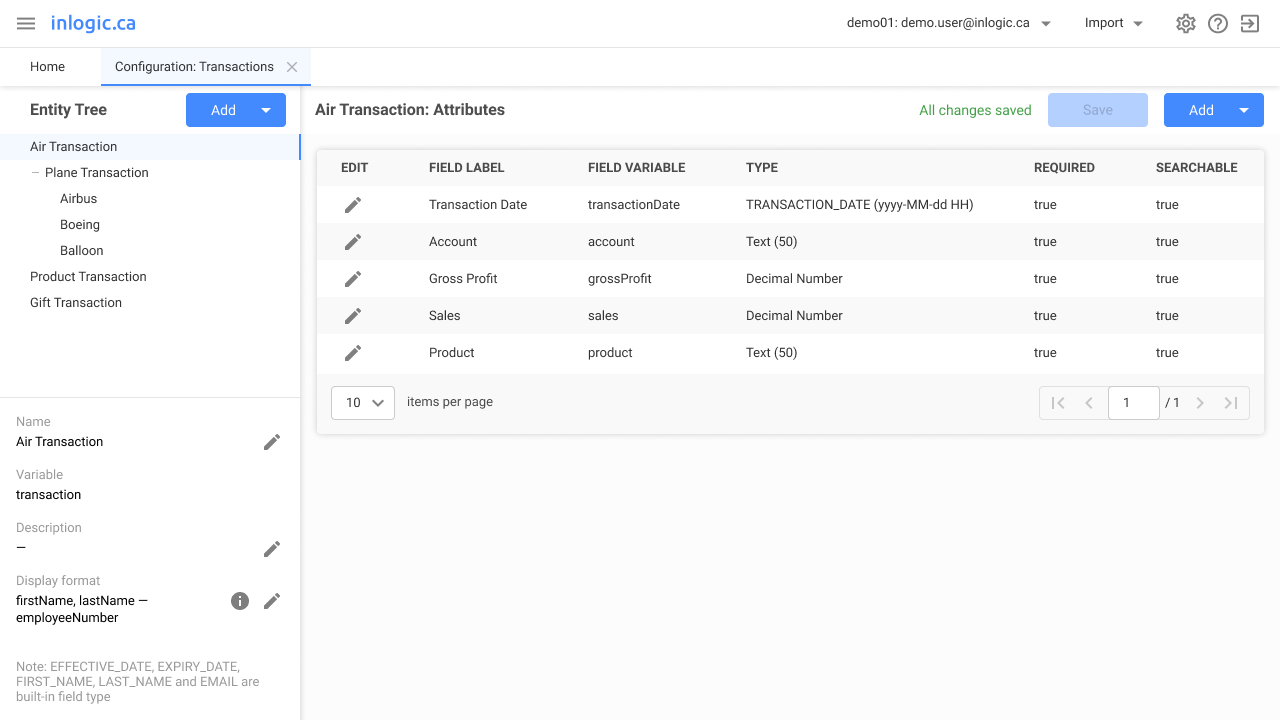 inlogic.ca
demo01: demo.user@inlogic.ca
Import
Home
Configuration: Transactions
Entity Tree
Add
Air Transaction
Plane Transaction
Airbus
Boeing
Balloon
Product Transaction
Gift Transaction
Name
Air Transaction
Variable
transaction
Description
—
Display format
firstName, lastName —
employeeNumber
Note: EFFECTIVE_DATE, EXPIRY_DATE,
FIRST_NAME, LAST_NAME and EMAIL are
built-in field type
Air Transaction: Attributes
All changes saved
Save
Add
EDIT FIELD LABEL FIELD VARIABLE TYPE REQUIRED SEARCHABLE
Transaction Date transactionDate TRANSACTION_DATE (yyyy-MM-dd HH) true true
Account account Text (50) true true
Gross Profit grossProfit Decimal Number true true
Sales sales Decimal Number true true
Product product Text (50) true true
10 items per page
1 / 1